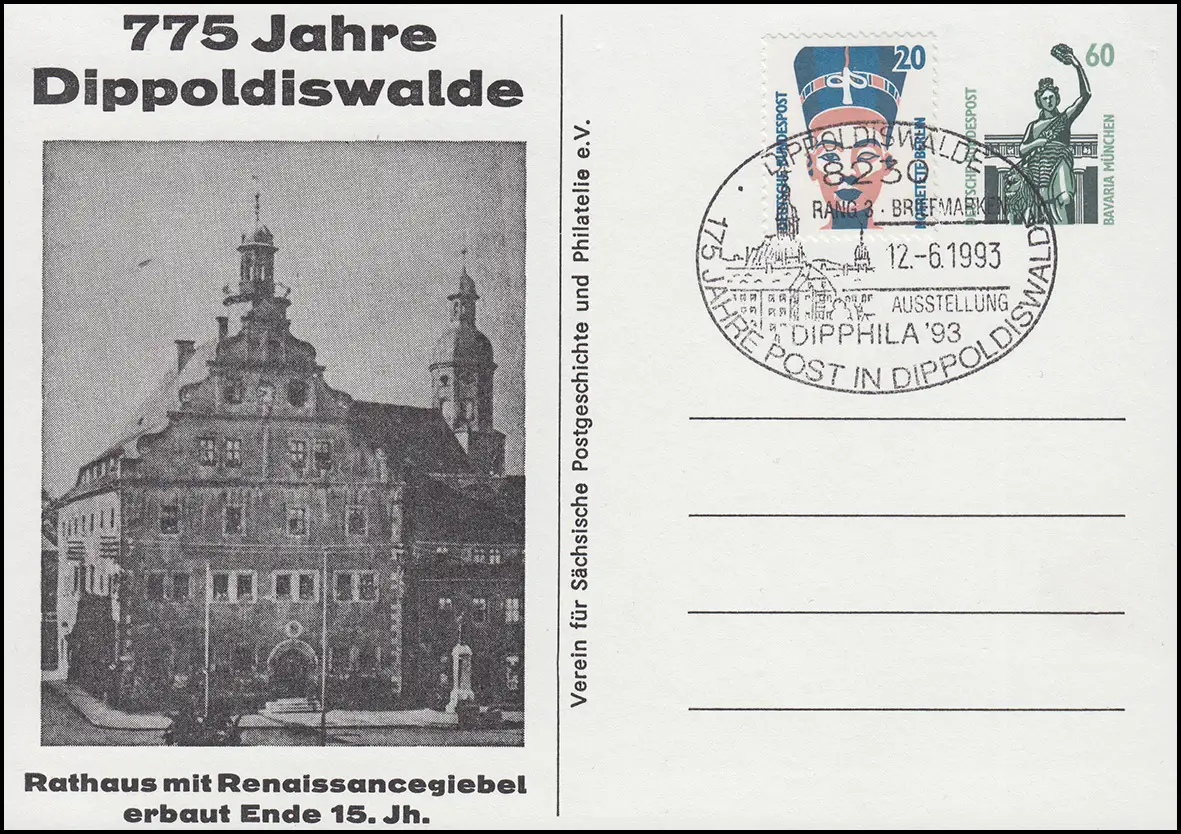 775 Jahre
Dippoldiswalde
Rathaus mit Renaissancegiebel
erbaut Ende 15. Jh.
Verein für Sächsische Postgeschichte und Philatelie e.V.
20
DEUTSCHE BUNDESPOST
NOFRETETE/BERLIN
60
DEUTSCHE BUNDESPOST
BAVARIA MÜNCHEN
DIPPOLDISWALDE
8230
RANG 3 · BRIEFMARKEN
12.-6.1993
AUSSTELLUNG
DIPPHILA '93
175 JAHRE POST IN DIPPOLDISWALDE